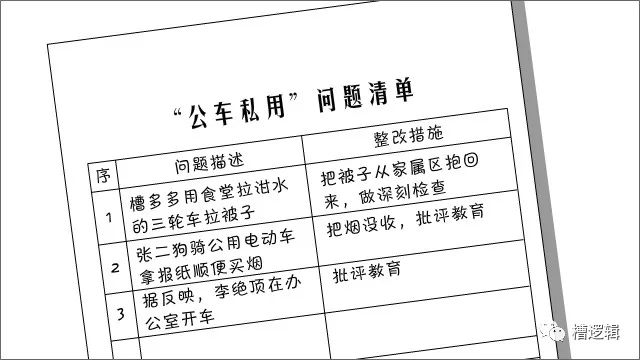 “公车私用”问题清单
序 问题描述 整改措施
1 槽多多用食堂拉泔水 把被子从家属区抱回
的三轮车拉被子 来，做深刻检查
2 张二狗骑公用电动车 把烟没收，批评教育
拿报纸顺便买烟
3 据反映，李绝顶在办 批评教育
公室开车
槽逻辑